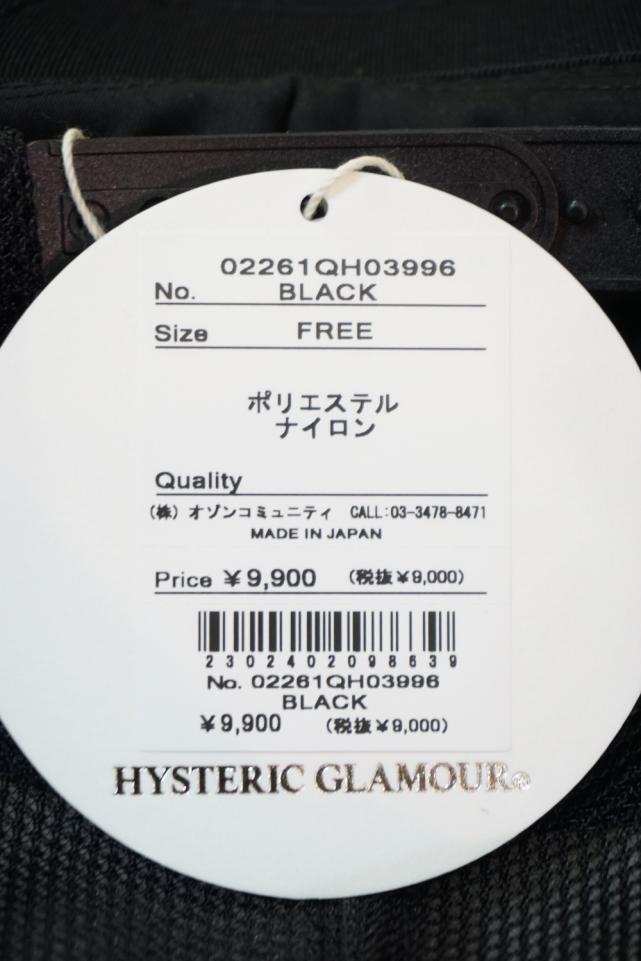 02261QH03996
No. BLACK
Size FREE
ポリエステル
ナイロン
Quality
(株) オゾンコミュニティ CALL:03-3478-8471
MADE IN JAPAN
Price ¥9,900 (税抜¥9,000)
2302402098639
No. 02261QH03996
BLACK
¥9,900 (税抜¥9,000)
HYSTERIC GLAMOUR®